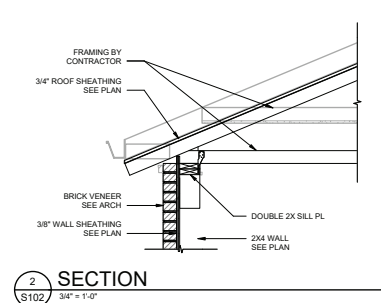 FRAMING BY
CONTRACTOR
3/4" ROOF SHEATHING
SEE PLAN
BRICK VENEER
SEE ARCH
3/8" WALL SHEATHING
SEE PLAN
DOUBLE 2X SILL PL
2X4 WALL
SEE PLAN
2
S102
SECTION
3/4" = 1'-0"